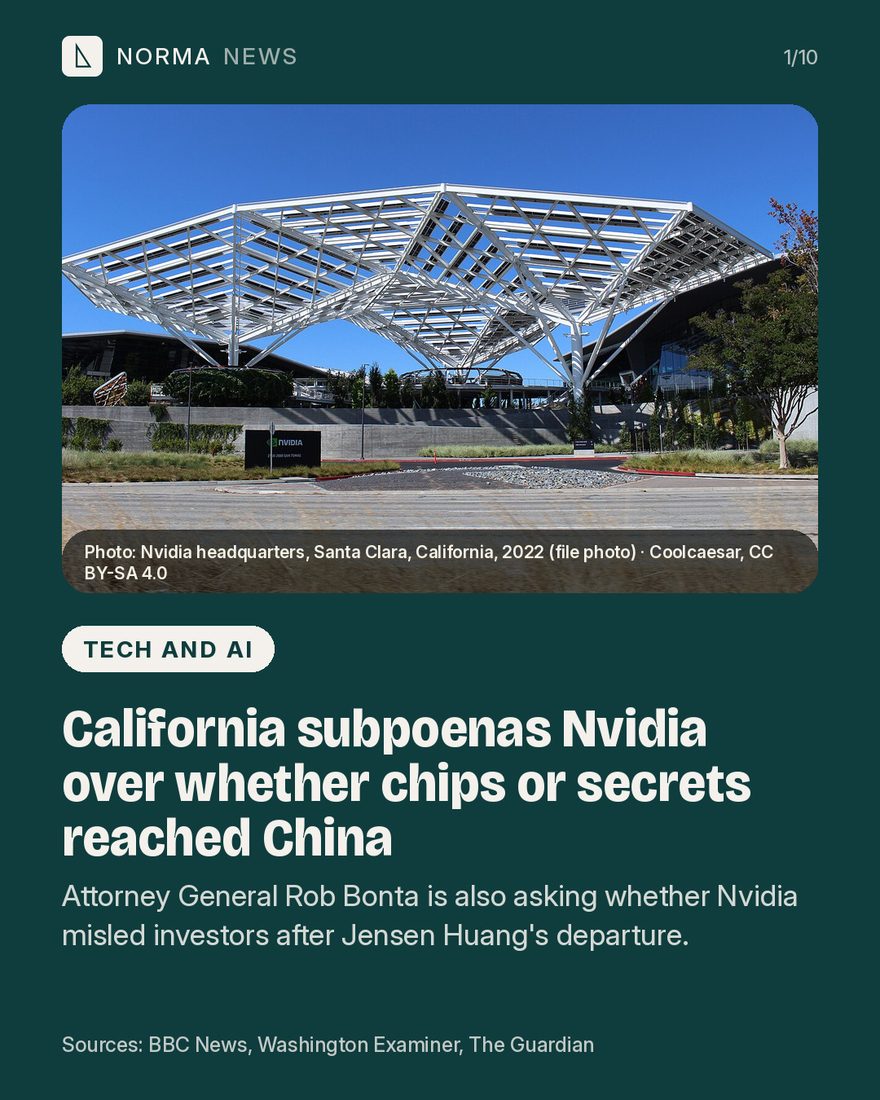 NORMA NEWS
1/10
NVIDIA
Photo: Nvidia headquarters, Santa Clara, California, 2022 (file photo) · Coolcaesar, CC
BY-SA 4.0
TECH AND AI
California subpoenas Nvidia
over whether chips or secrets
reached China
Attorney General Rob Bonta is also asking whether Nvidia
misled investors after Jensen Huang's departure.
Sources: BBC News, Washington Examiner, The Guardian